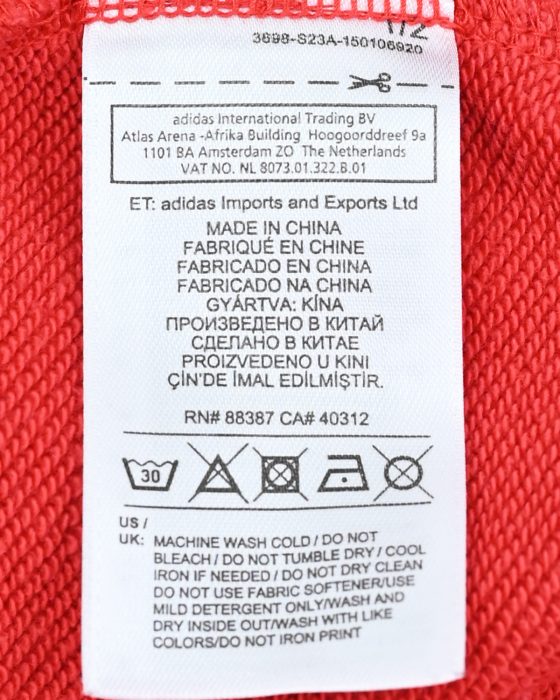 1/2
3698-S23A-150106920
adidas International Trading BV
Atlas Arena -Afrika Building Hoogoorddreef 9a
1101 BA Amsterdam ZO The Netherlands
VAT NO. NL 8073.01.322.B.01
ET: adidas Imports and Exports Ltd
MADE IN CHINA
FABRIQUÉ EN CHINE
FABRICADO EN CHINA
FABRICADO NA CHINA
GYÁRTVA: KÍNA
ПРОИЗВЕДЕНО В КИТАЙ
СДЕЛАНО В КИТАЕ
PROIZVEDENO U KINI
ÇİN'DE İMAL EDİLMİŞTİR.
RN# 88387 CA# 40312
30
US /
UK: MACHINE WASH COLD / DO NOT
BLEACH / DO NOT TUMBLE DRY / COOL
IRON IF NEEDED / DO NOT DRY CLEAN
DO NOT USE FABRIC SOFTENER/USE
MILD DETERGENT ONLY/WASH AND
DRY INSIDE OUT/WASH WITH LIKE
COLORS/DO NOT IRON PRINT